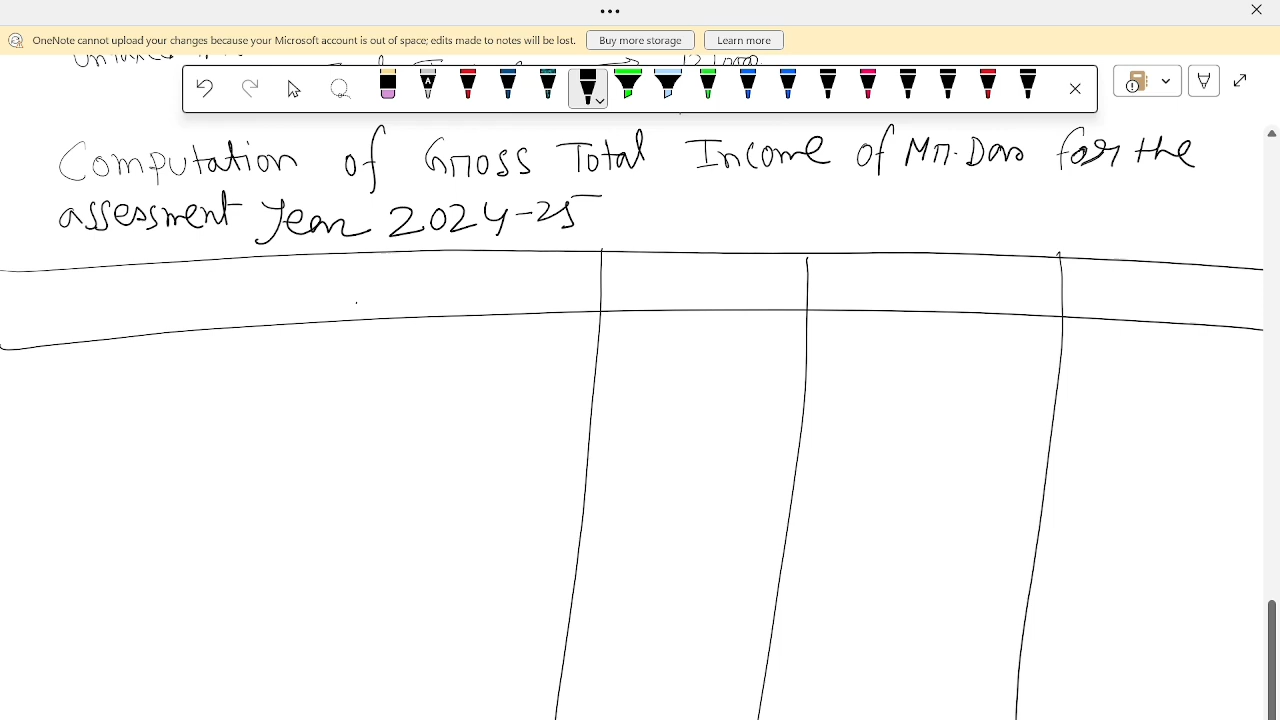 OneNote cannot upload your changes because your Microsoft account is out of space; edits made to notes will be lost. Buy more storage Learn more
Computation of Gross Total Income of Mr. Das for the
assessment Year 2024-25